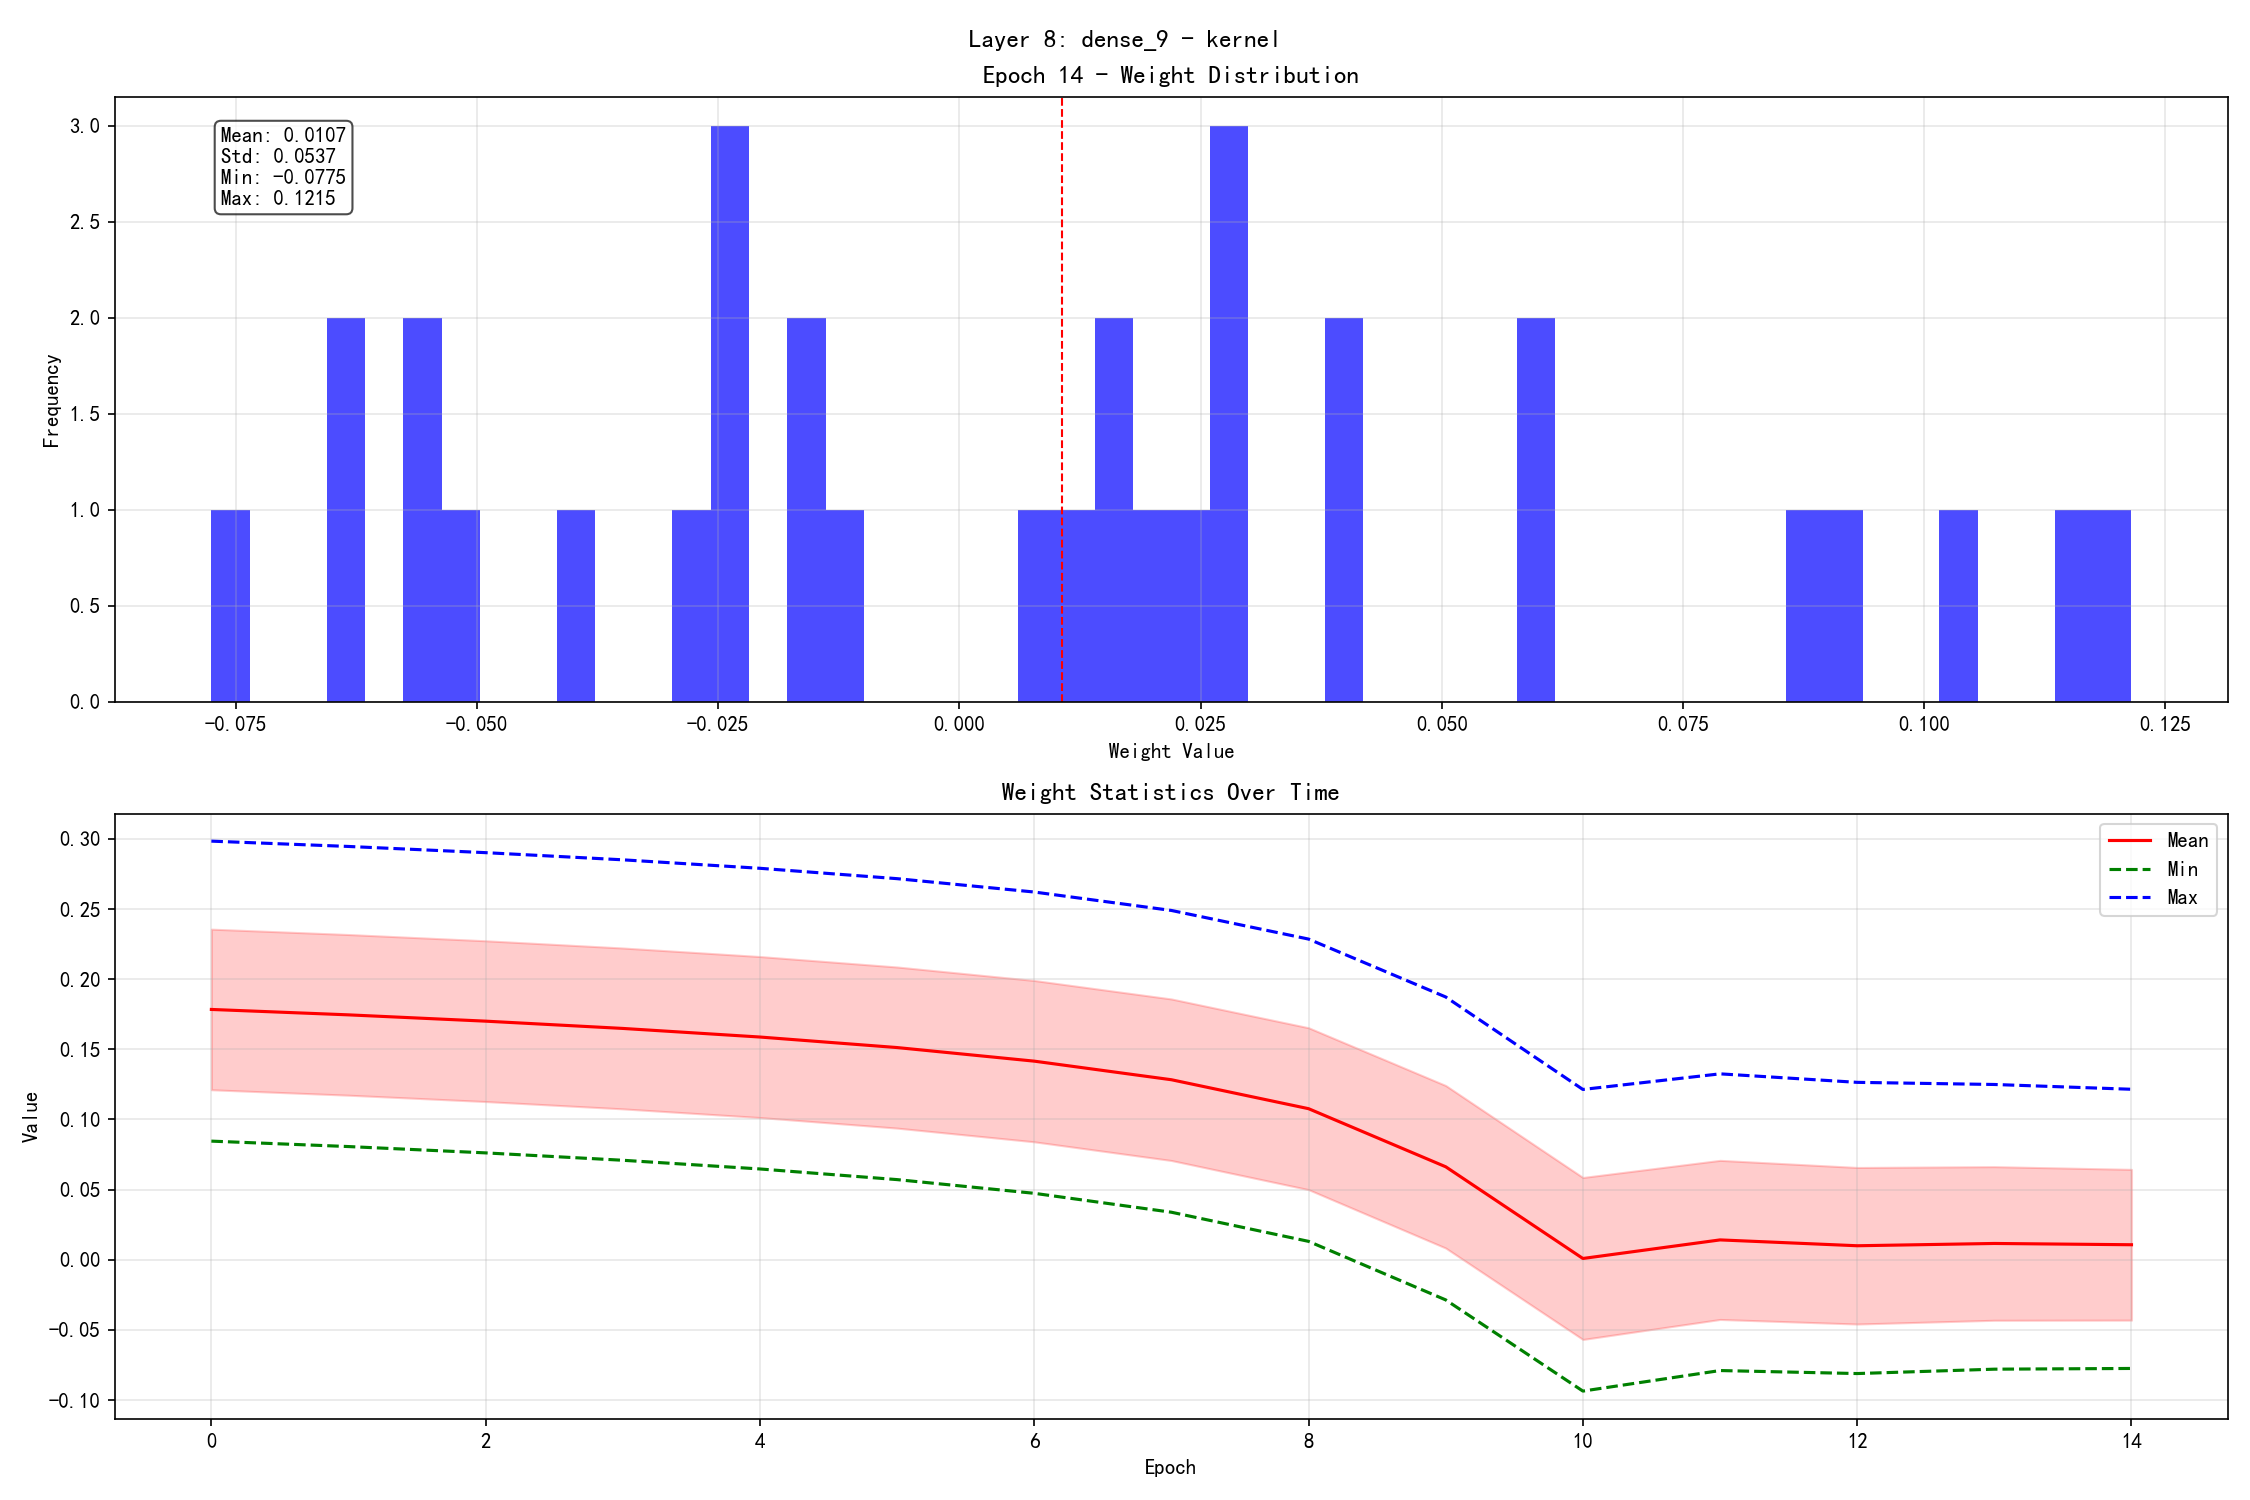 Layer 8: dense_9 - kernel
Epoch 14 - Weight Distribution
Mean: 0.0107
Std: 0.0537
Min: -0.0775
Max: 0.1215
3.0
2.5
2.0
1.5
1.0
0.5
0.0
Frequency
-0.075 -0.050 -0.025 0.000 0.025 0.050 0.075 0.100 0.125
Weight Value
Weight Statistics Over Time
Mean
Min
Max
0.30
0.25
0.20
0.15
0.10
0.05
0.00
-0.05
-0.10
Value
0 2 4 6 8 10 12 14
Epoch